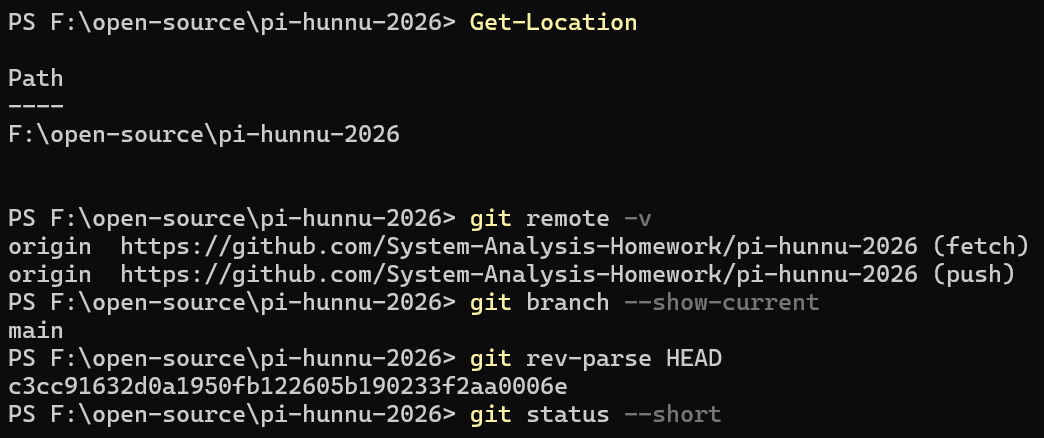 PS F:\open-source\pi-hunnu-2026> Get-Location
Path
----
F:\open-source\pi-hunnu-2026
PS F:\open-source\pi-hunnu-2026> git remote -v
origin  https://github.com/System-Analysis-Homework/pi-hunnu-2026 (fetch)
origin  https://github.com/System-Analysis-Homework/pi-hunnu-2026 (push)
PS F:\open-source\pi-hunnu-2026> git branch --show-current
main
PS F:\open-source\pi-hunnu-2026> git rev-parse HEAD
c3cc91632d0a1950fb122605b190233f2aa0006e
PS F:\open-source\pi-hunnu-2026> git status --short